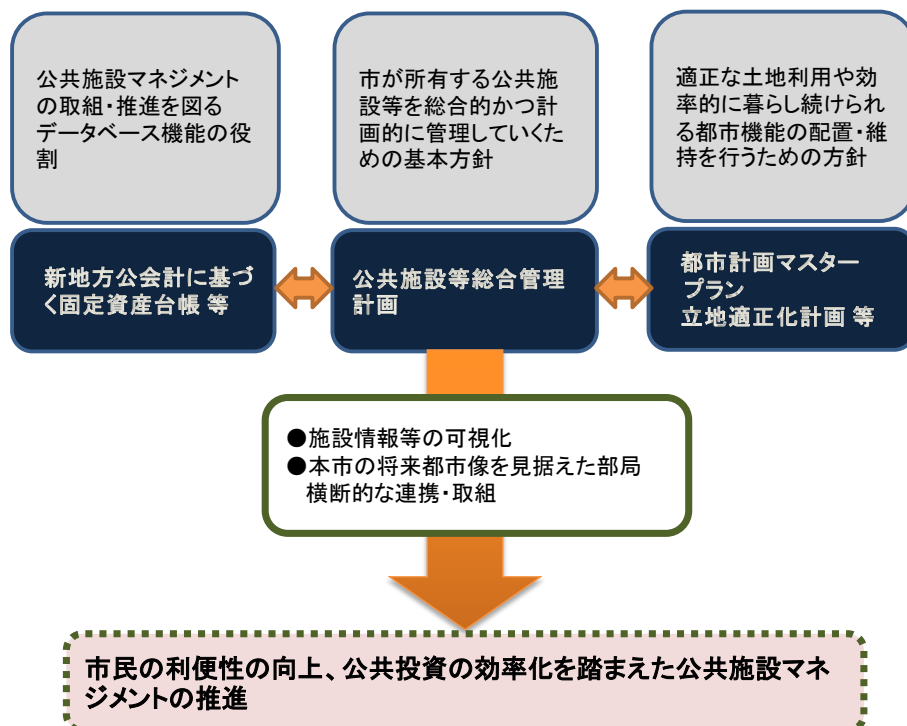 公共施設マネジメント
の取組・推進を図る
データベース機能の役
割
市が所有する公共施
設等を総合的かつ計
画的に管理していくた
めの基本方針
適正な土地利用や効
率的に暮らし続けられ
る都市機能の配置・維
持を行うための方針
新地方公会計に基づ
く固定資産台帳 等
公共施設等総合管理
計画
都市計画マスター
プラン
立地適正化計画 等
●施設情報等の可視化
●本市の将来都市像を見据えた部局
横断的な連携・取組
市民の利便性の向上、公共投資の効率化を踏まえた公共施設マネ
ジメントの推進